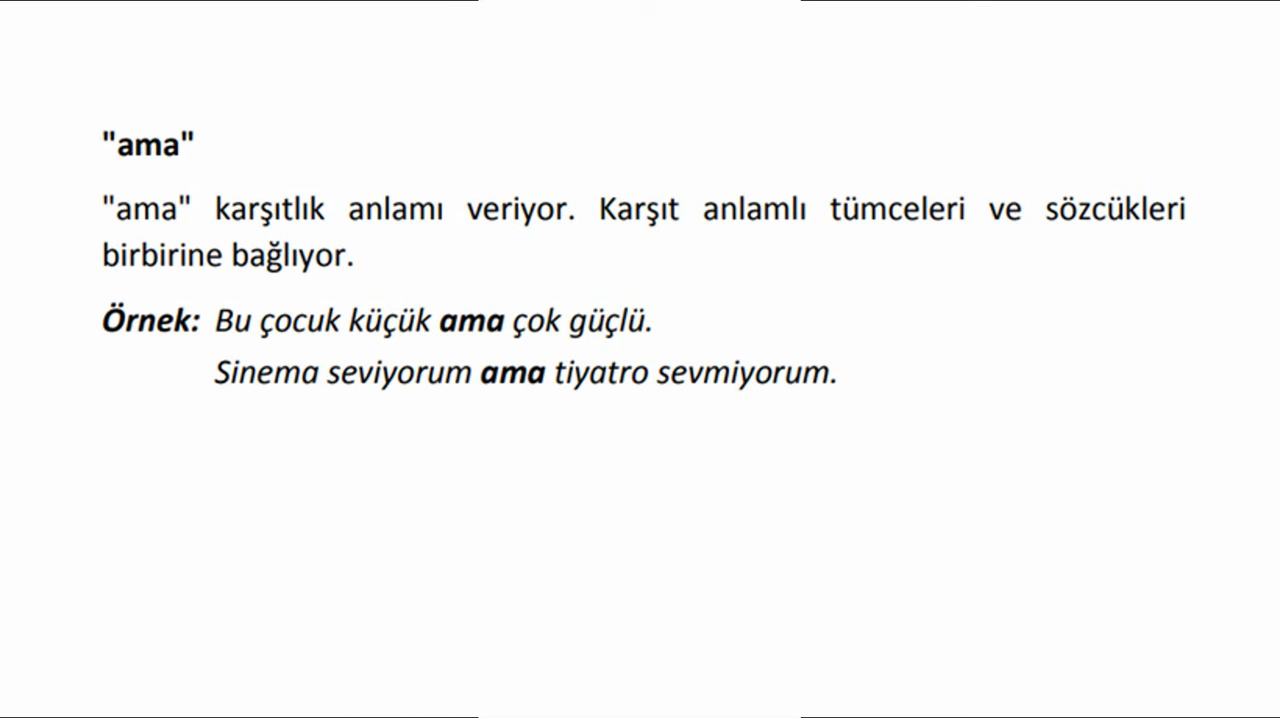 "ama"
"ama" karşıtlık anlamı veriyor. Karşıt anlamlı tümceleri ve sözcükleri
birbirine bağlıyor.
Örnek: Bu çocuk küçük ama çok güçlü.
Sinema seviyorum ama tiyatro sevmiyorum.